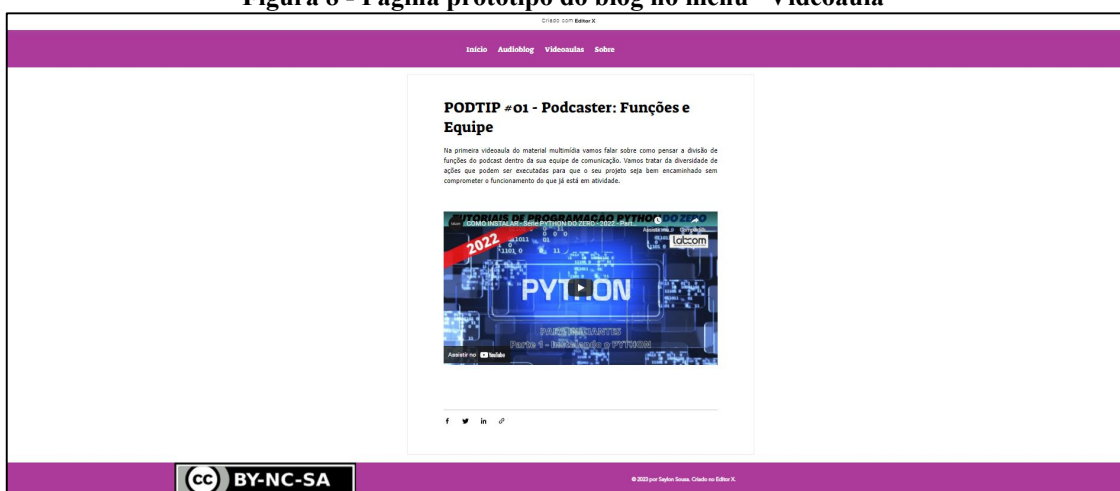 Figura 8 - Página protótipo do blog no menu "Videoaula"
Criado com Editor X
Início Audioblog Videoaulas Sobre
PODTIP #01 - Podcaster: Funções e
Equipe
Na primeira videoaula do material multimídia vamos falar sobre como pensar a divisão de
funções do podcast dentro da sua equipe de comunicação. Vamos tratar da diversidade de
ações que podem ser executadas para que o seu projeto seja bem encaminhado sem
comprometer o funcionamento do que já está em atividade.
TUTORIAIS DE PROGRAMAÇÃO PYTHON DO ZERO
COMO INSTALAR - Série PYTHON DO ZERO - 2022 - Part...
2022
labcom
PYTHON
PARA INICIANTES
Parte 1 - Instalando o PYTHON
Assistir no YouTube
f in
cc BY-NC-SA
© 2023 por Saylon Sousa. Criado no Editor X.